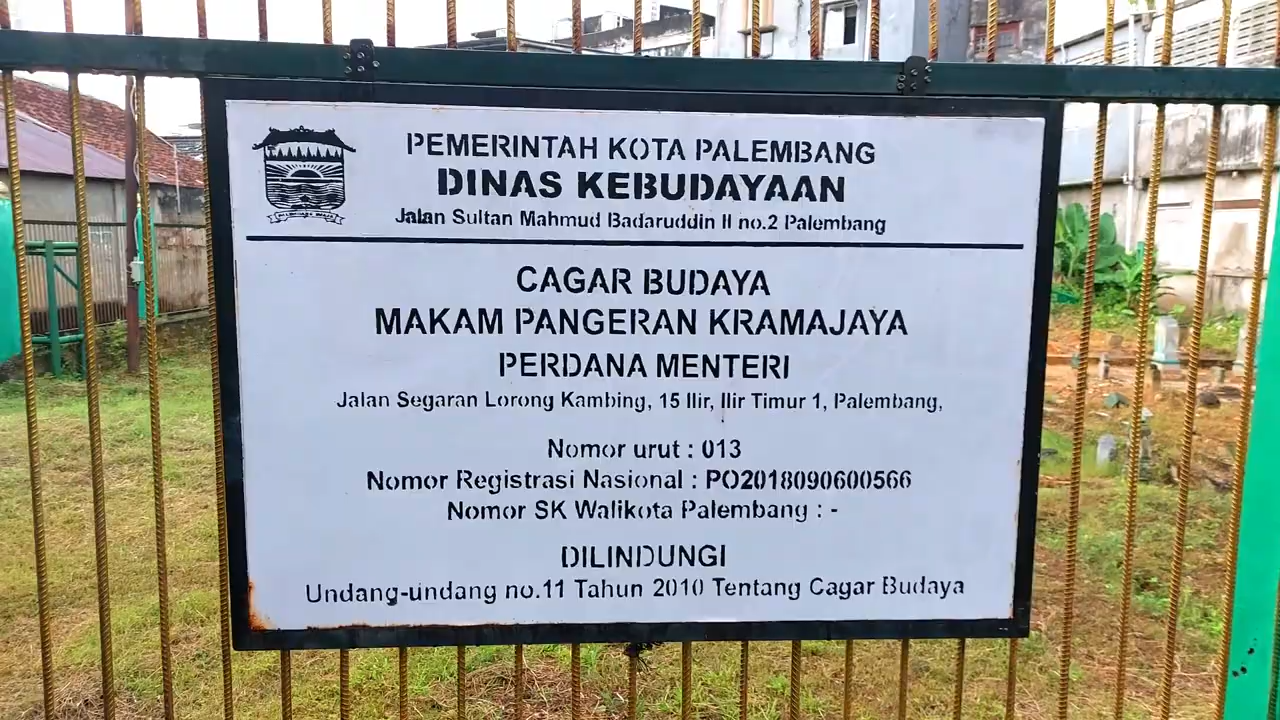 PEMERINTAH KOTA PALEMBANG
DINAS KEBUDAYAAN
Jalan Sultan Mahmud Badaruddin II no.2 Palembang
CAGAR BUDAYA
MAKAM PANGERAN KRAMAJAYA
PERDANA MENTERI
Jalan Segaran Lorong Kambing, 15 Ilir, Ilir Timur 1, Palembang,
Nomor urut : 013
Nomor Registrasi Nasional : PO2018090600566
Nomor SK Walikota Palembang : -
DILINDUNGI
Undang-undang no.11 Tahun 2010 Tentang Cagar Budaya